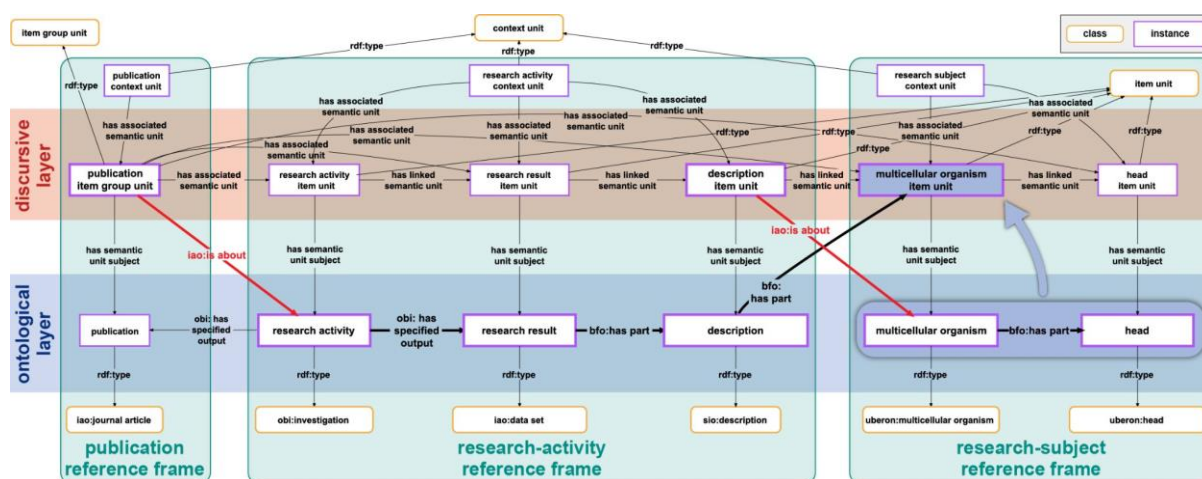 item group unit
context unit
class
instance
rdf:type
rdf:type
rdf:type
rdf:type
publication
context unit
research activity
context unit
research subject
context unit
item unit
has associated
semantic unit
has associated
semantic unit
has associated
semantic unit
has associated
semantic unit
has associated
semantic unit
has associated
semantic unit
has associated
semantic unit
has associated
semantic unit
has associated
semantic unit
rdf:type
rdf:type
rdf:type
rdf:type
discursive
layer
publication
item group unit
has associated
semantic unit
research activity
item unit
has linked
semantic unit
research result
item unit
has linked
semantic unit
description
item unit
has linked
semantic unit
multicellular organism
item unit
has linked
semantic unit
head
item unit
iao:is about
iao:is about
has semantic
unit subject
has semantic
unit subject
has semantic
unit subject
has semantic
unit subject
has semantic
unit subject
has semantic
unit subject
bfo:
has part
ontological
layer
publication
obi: has
specified
output
research activity
obi: has
specified
output
research result
bfo:has part
description
multicellular organism
bfo:has part
head
rdf:type
rdf:type
rdf:type
rdf:type
rdf:type
rdf:type
iao:journal article
obi:investigation
iao:data set
sio:description
uberon:multicellular organism
uberon:head
publication
reference frame
research-activity
reference frame
research-subject
reference frame